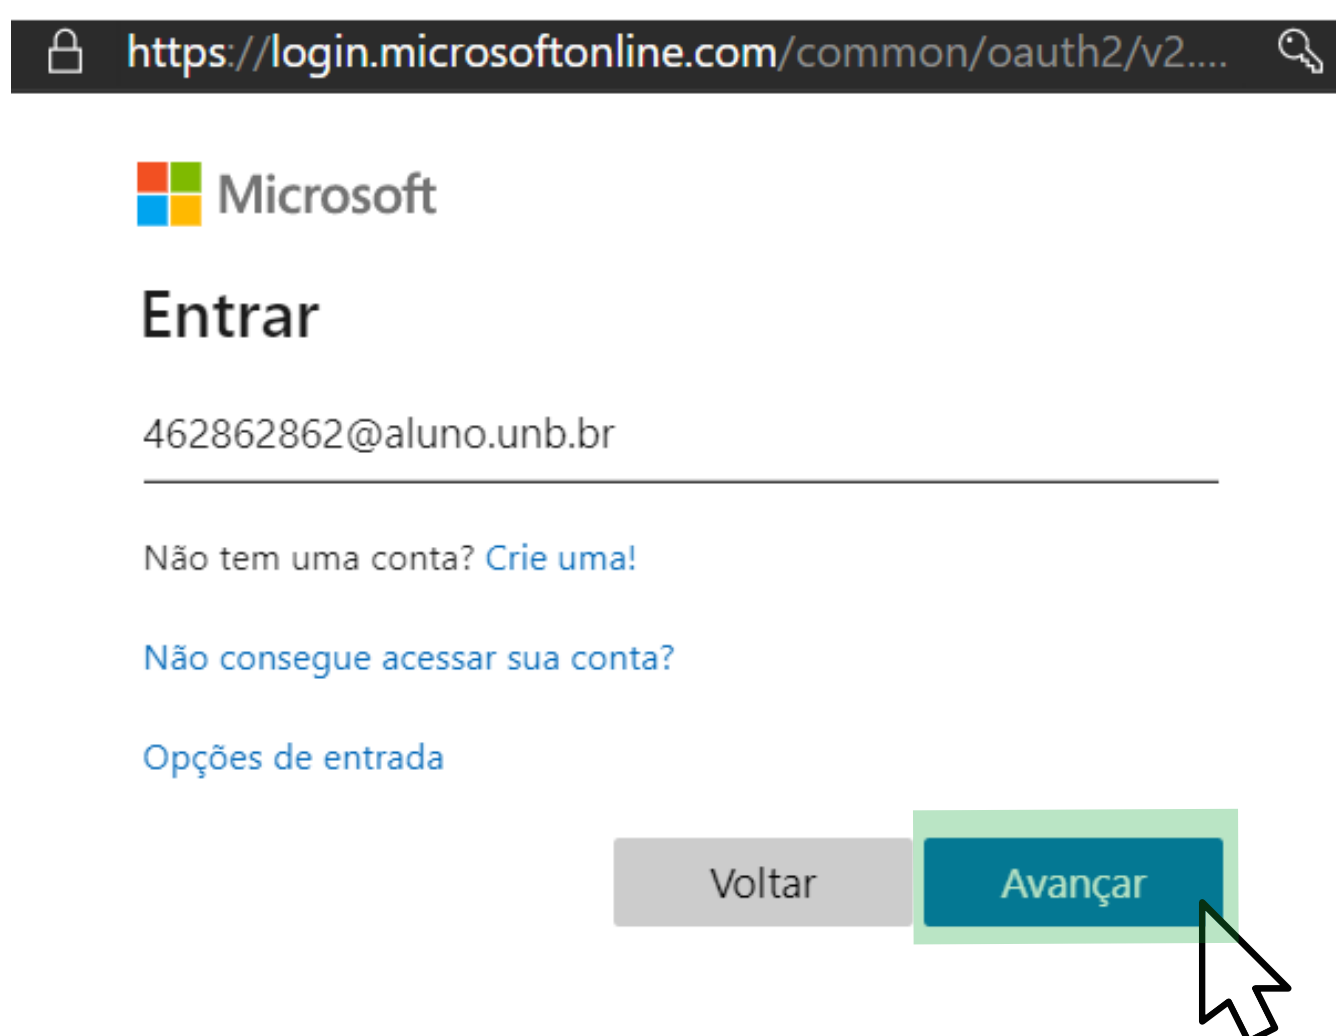 https://login.microsoftonline.com/common/oauth2/v2....
Microsoft
Entrar
462862862@aluno.unb.br
Não tem uma conta? Crie uma!
Não consegue acessar sua conta?
Opções de entrada
Voltar Avançar